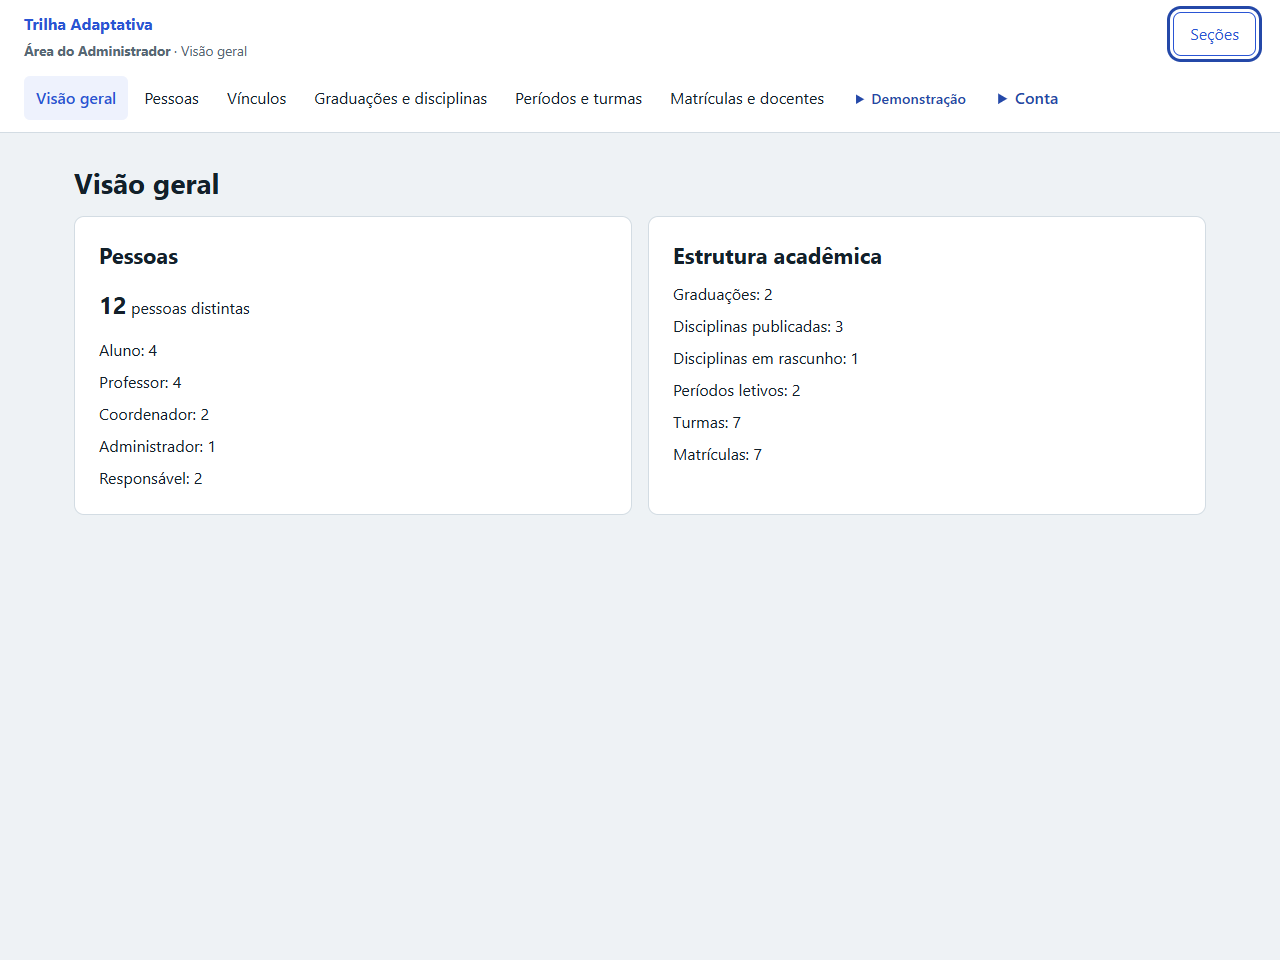 Trilha Adaptativa
Área do Administrador · Visão geral
Seções
Visão geral Pessoas Vínculos Graduações e disciplinas Períodos e turmas Matrículas e docentes Demonstração Conta
Visão geral
Pessoas
12 pessoas distintas
Aluno: 4
Professor: 4
Coordenador: 2
Administrador: 1
Responsável: 2
Estrutura acadêmica
Graduações: 2
Disciplinas publicadas: 3
Disciplinas em rascunho: 1
Períodos letivos: 2
Turmas: 7
Matrículas: 7